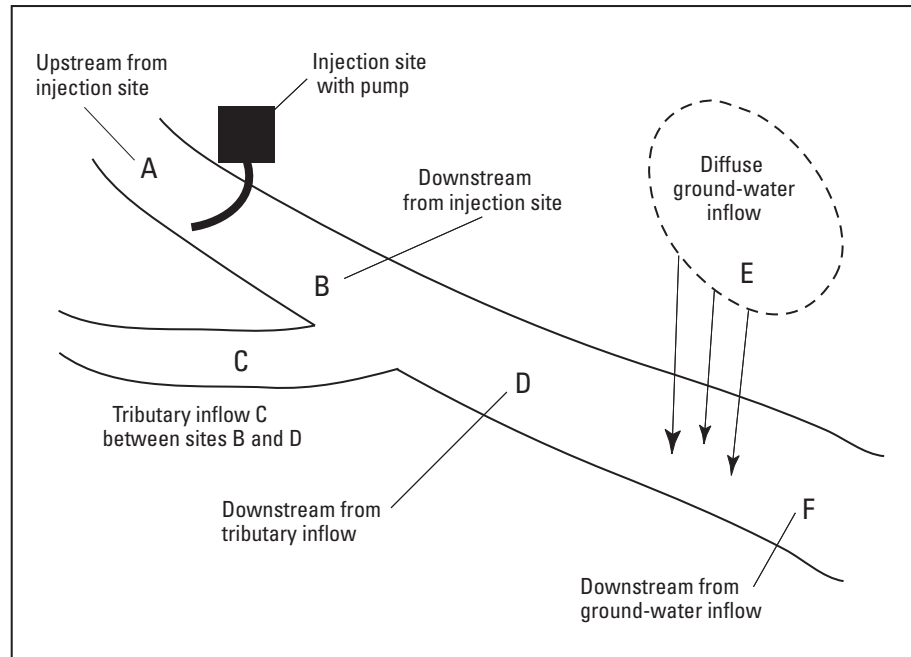 Upstream from
injection site
Injection site
with pump
A
Downstream
from injection site
Diffuse
ground-water
inflow
E
B
C
D
Tributary inflow C
between sites B and D
Downstream from
tributary inflow
F
Downstream from
ground-water inflow